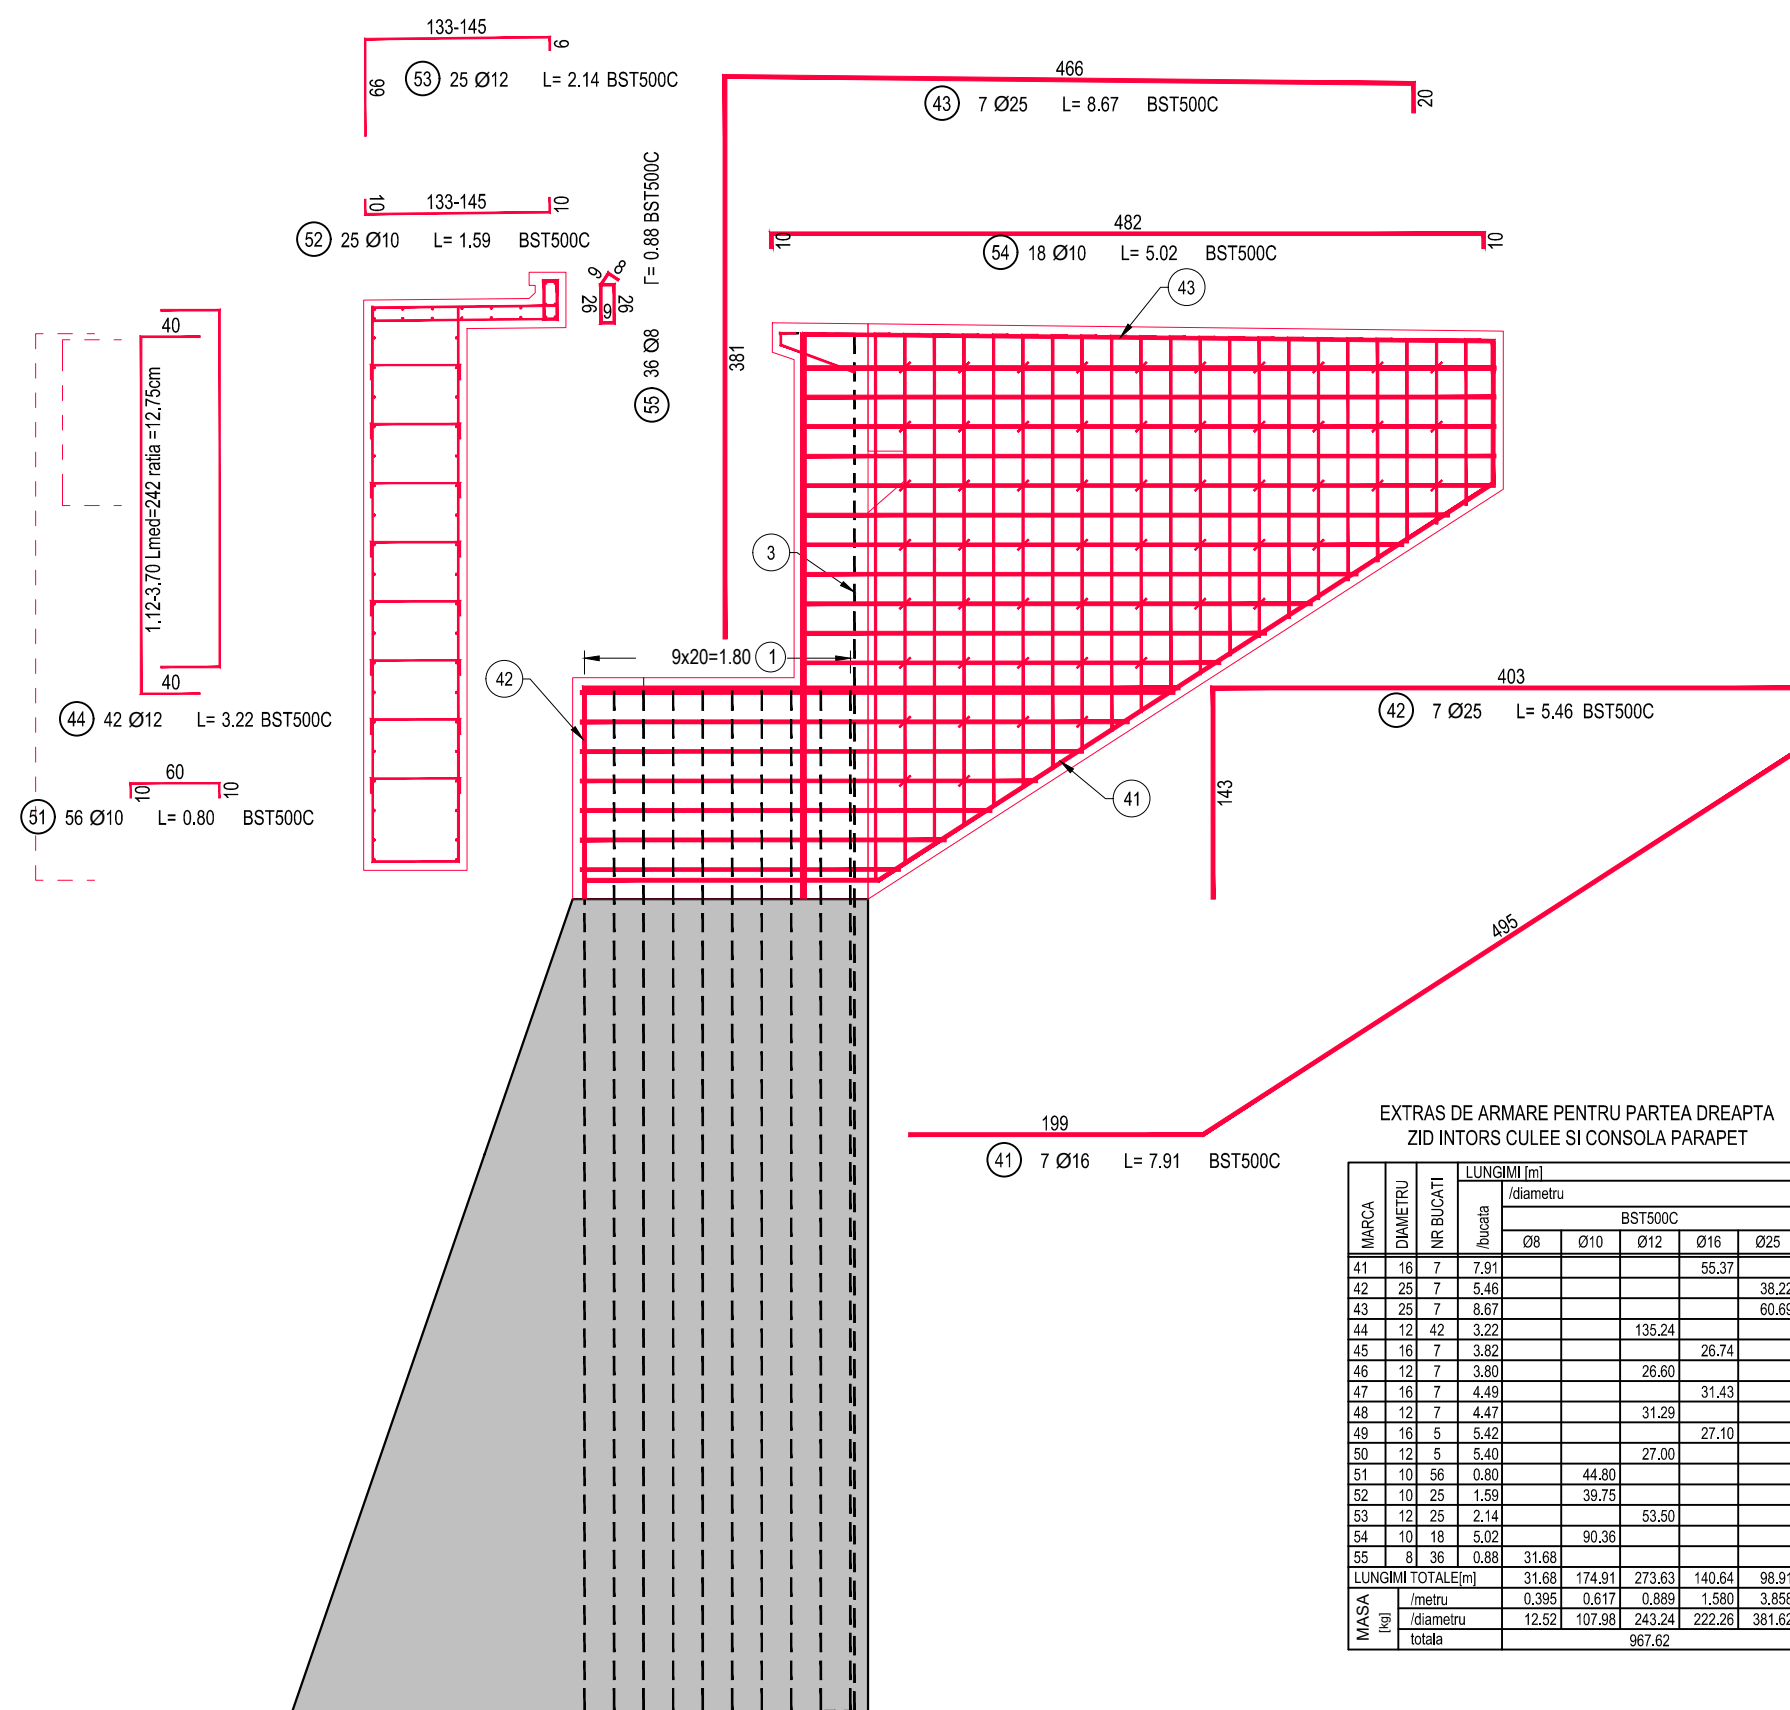 133-145
6
99
53 25 Ø12 L= 2.14 BST500C
466
20
43 7 Ø25 L= 8.67 BST500C
381
10
133-145
10
52 25 Ø10 L= 1.59 BST500C
482
10
10
54 18 Ø10 L= 5.02 BST500C
55 36 Ø8 L= 0.88 BST500C
9
8
26
9
26
43
40
1.12-3.70 Lmed=242 ratia =12.75cm
40
44 42 Ø12 L= 3.22 BST500C
60
10
10
51 56 Ø10 L= 0.80 BST500C
3
9x20=1.80
1
42
41
403
42 7 Ø25 L= 5.46 BST500C
143
495
199
41 7 Ø16 L= 7.91 BST500C
EXTRAS DE ARMARE PENTRU PARTEA DREAPTA
ZID INTORS CULEE SI CONSOLA PARAPET
MARCA DIAMETRU NR BUCATI LUNGIMI [m]
/bucata /diametru
BST500C
Ø8 Ø10 Ø12 Ø16 Ø25
41 16 7 7.91 55.37
42 25 7 5.46 38.22
43 25 7 8.67 60.69
44 12 42 3.22 135.24
45 16 7 3.82 26.74
46 12 7 3.80 26.60
47 16 7 4.49 31.43
48 12 7 4.47 31.29
49 16 5 5.42 27.10
50 12 5 5.40 27.00
51 10 56 0.80 44.80
52 10 25 1.59 39.75
53 12 25 2.14 53.50
54 10 18 5.02 90.36
55 8 36 0.88 31.68
LUNGIMI TOTALE[m] 31.68 174.91 273.63 140.64 98.91
MASA [kg] /metru 0.395 0.617 0.889 1.580 3.858
/diametru 12.52 107.98 243.24 222.26 381.62
totala 967.62